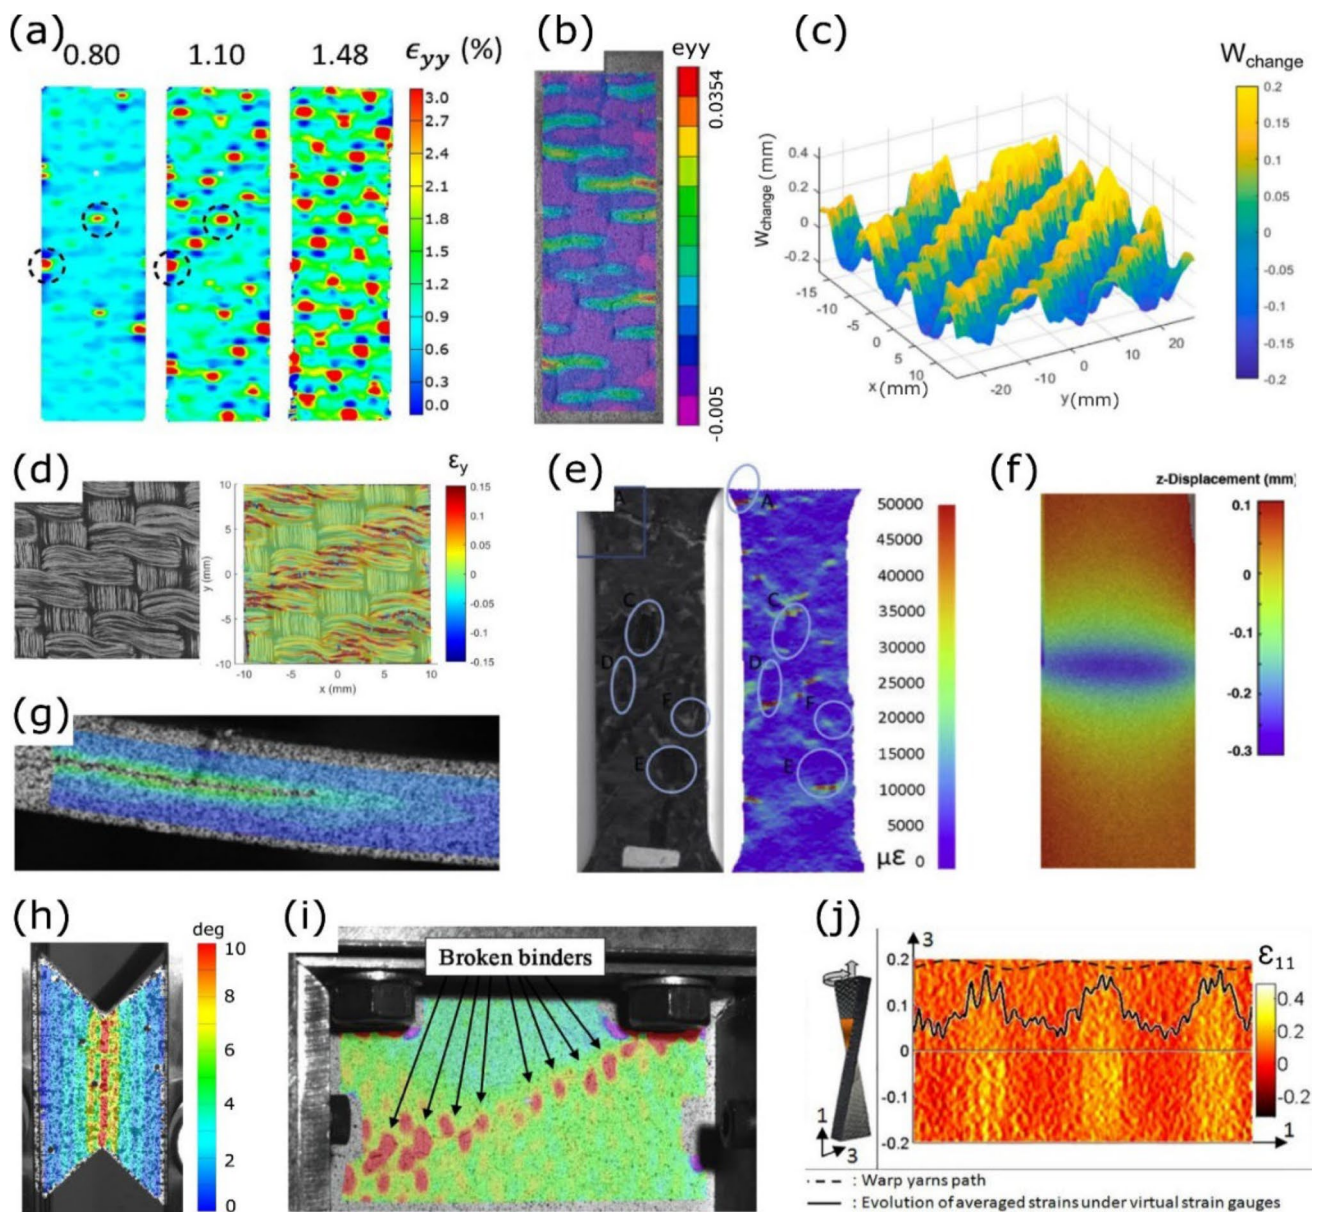 (a)
0.80 1.10 1.48 ϵyy (%)
3.0
2.7
2.4
2.1
1.8
1.5
1.2
0.9
0.6
0.3
0.0
(b)
eyy
0.0354
-0.005
(c)
Wchange
0.2
0.15
0.1
0.05
0
-0.05
-0.1
-0.15
-0.2
Wchange (mm)
0.4
0.2
0
-0.2
-15
-10
-5
0
5
10
x(mm)
-20
-10
0
10
20
y(mm)
(d)
εy
0.15
0.10
0.05
0
-0.05
-0.10
-0.15
y (mm)
10
5
0
-5
-10
-10 -5 0 5 10
x (mm)
(e)
A
C
D
F
E
A
C
D
F
E
50000
45000
40000
35000
30000
25000
20000
15000
10000
5000
με 0
(f)
z-Displacement (mm)
0.1
0
-0.1
-0.2
-0.3
(g)
(h)
deg
10
8
6
4
2
0
(i)
Broken binders
(j)
3
0.2
0.1
0
-0.1
-0.2
1
1
3
ε11
0.4
0.2
0
-0.2
: Warp yarns path
: Evolution of averaged strains under virtual strain gauges